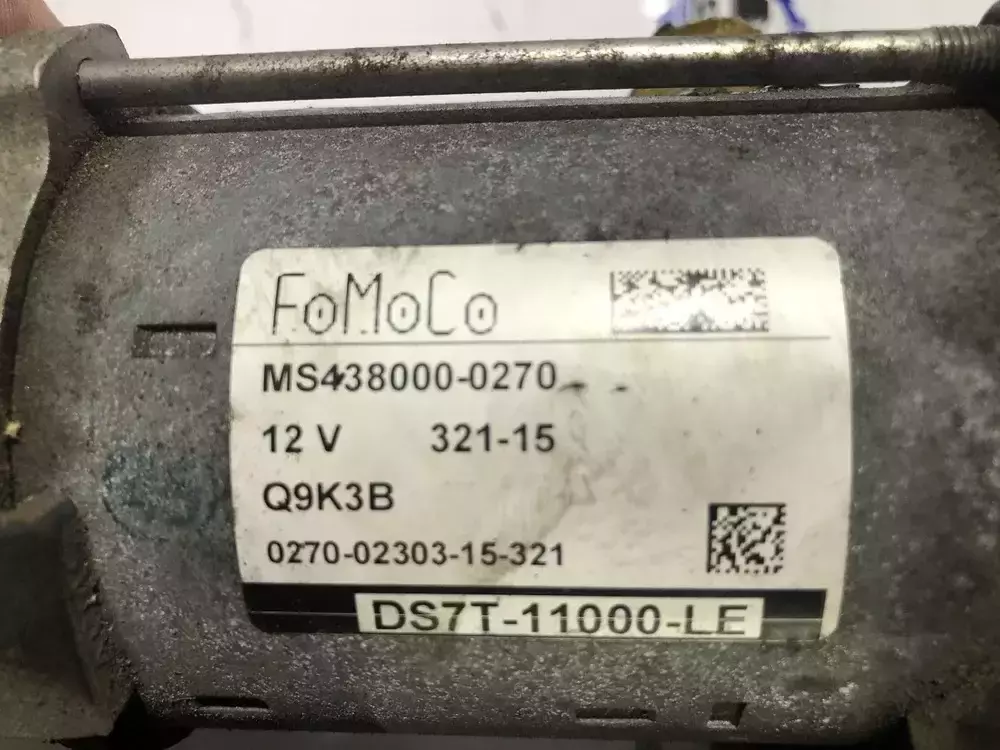 FoMoCo
MS438000-0270
12 V 321-15
Q9K3B
0270-02303-15-321
DS7T-11000-LE